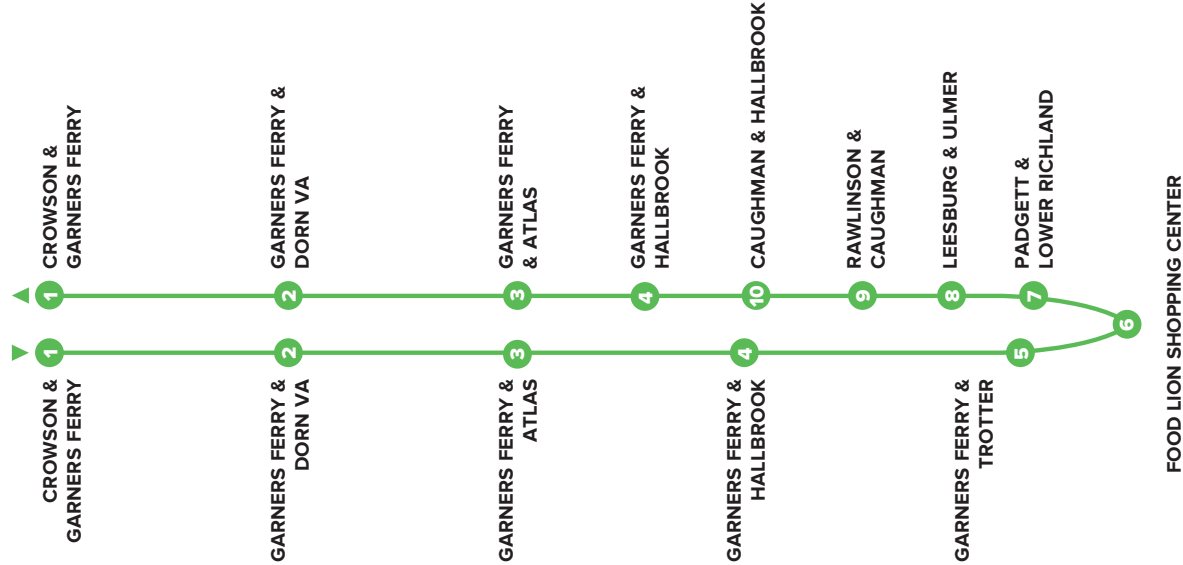 1
CROWSON &
GARNERS FERRY
2
GARNERS FERRY &
DORN VA
3
GARNERS FERRY
& ATLAS
4
GARNERS FERRY &
HALLBROOK
10
CAUGHMAN & HALLBROOK
9
RAWLINSON &
CAUGHMAN
8
LEESBURG & ULMER
7
PADGETT &
LOWER RICHLAND
1
CROWSON &
GARNERS FERRY
2
GARNERS FERRY &
DORN VA
3
GARNERS FERRY &
ATLAS
4
GARNERS FERRY &
HALLBROOK
5
GARNERS FERRY &
TROTTER
6
FOOD LION SHOPPING CENTER